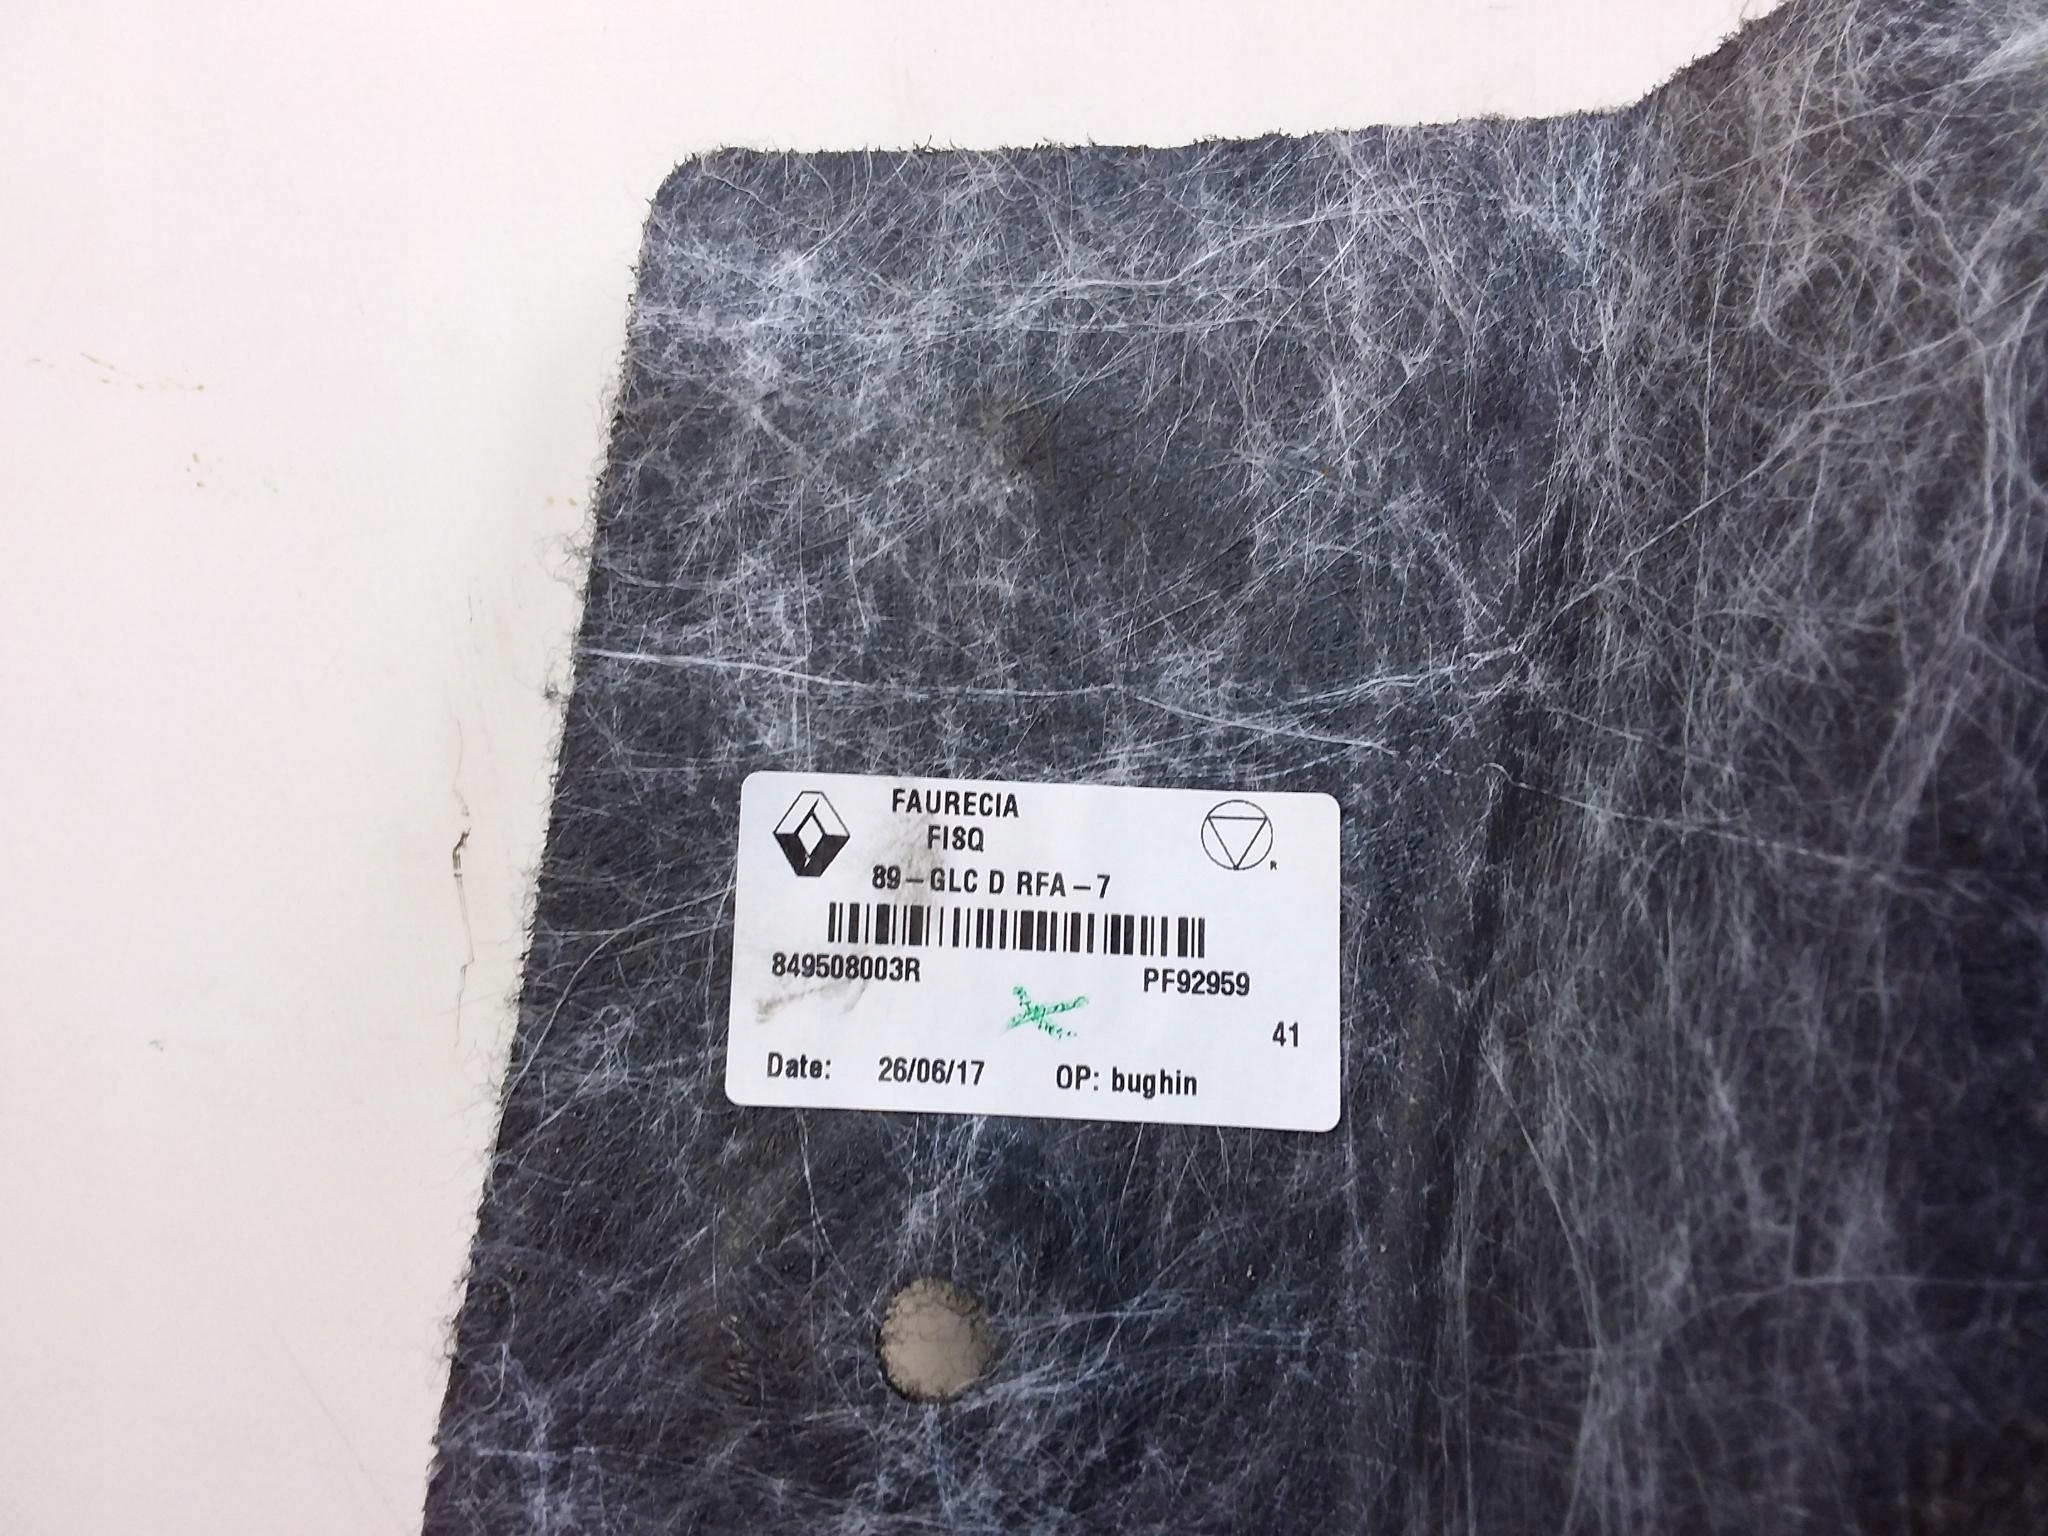 FAURECIA
FISQ
89-GLC D RFA-7
849508003R PF92959
41
Date: 26/06/17 OP: bughin
R